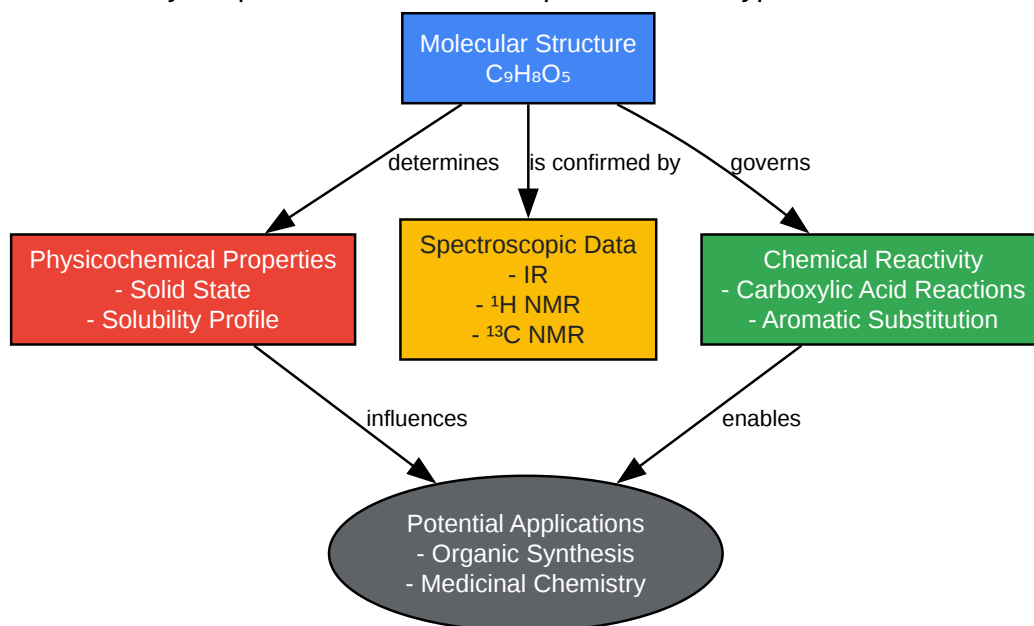 Molecular Structure
C₉H₈O₅
determines
is confirmed by
governs
Physicochemical Properties
- Solid State
- Solubility Profile
Spectroscopic Data
- IR
- ¹H NMR
- ¹³C NMR
Chemical Reactivity
- Carboxylic Acid Reactions
- Aromatic Substitution
influences
enables
Potential Applications
- Organic Synthesis
- Medicinal Chemistry